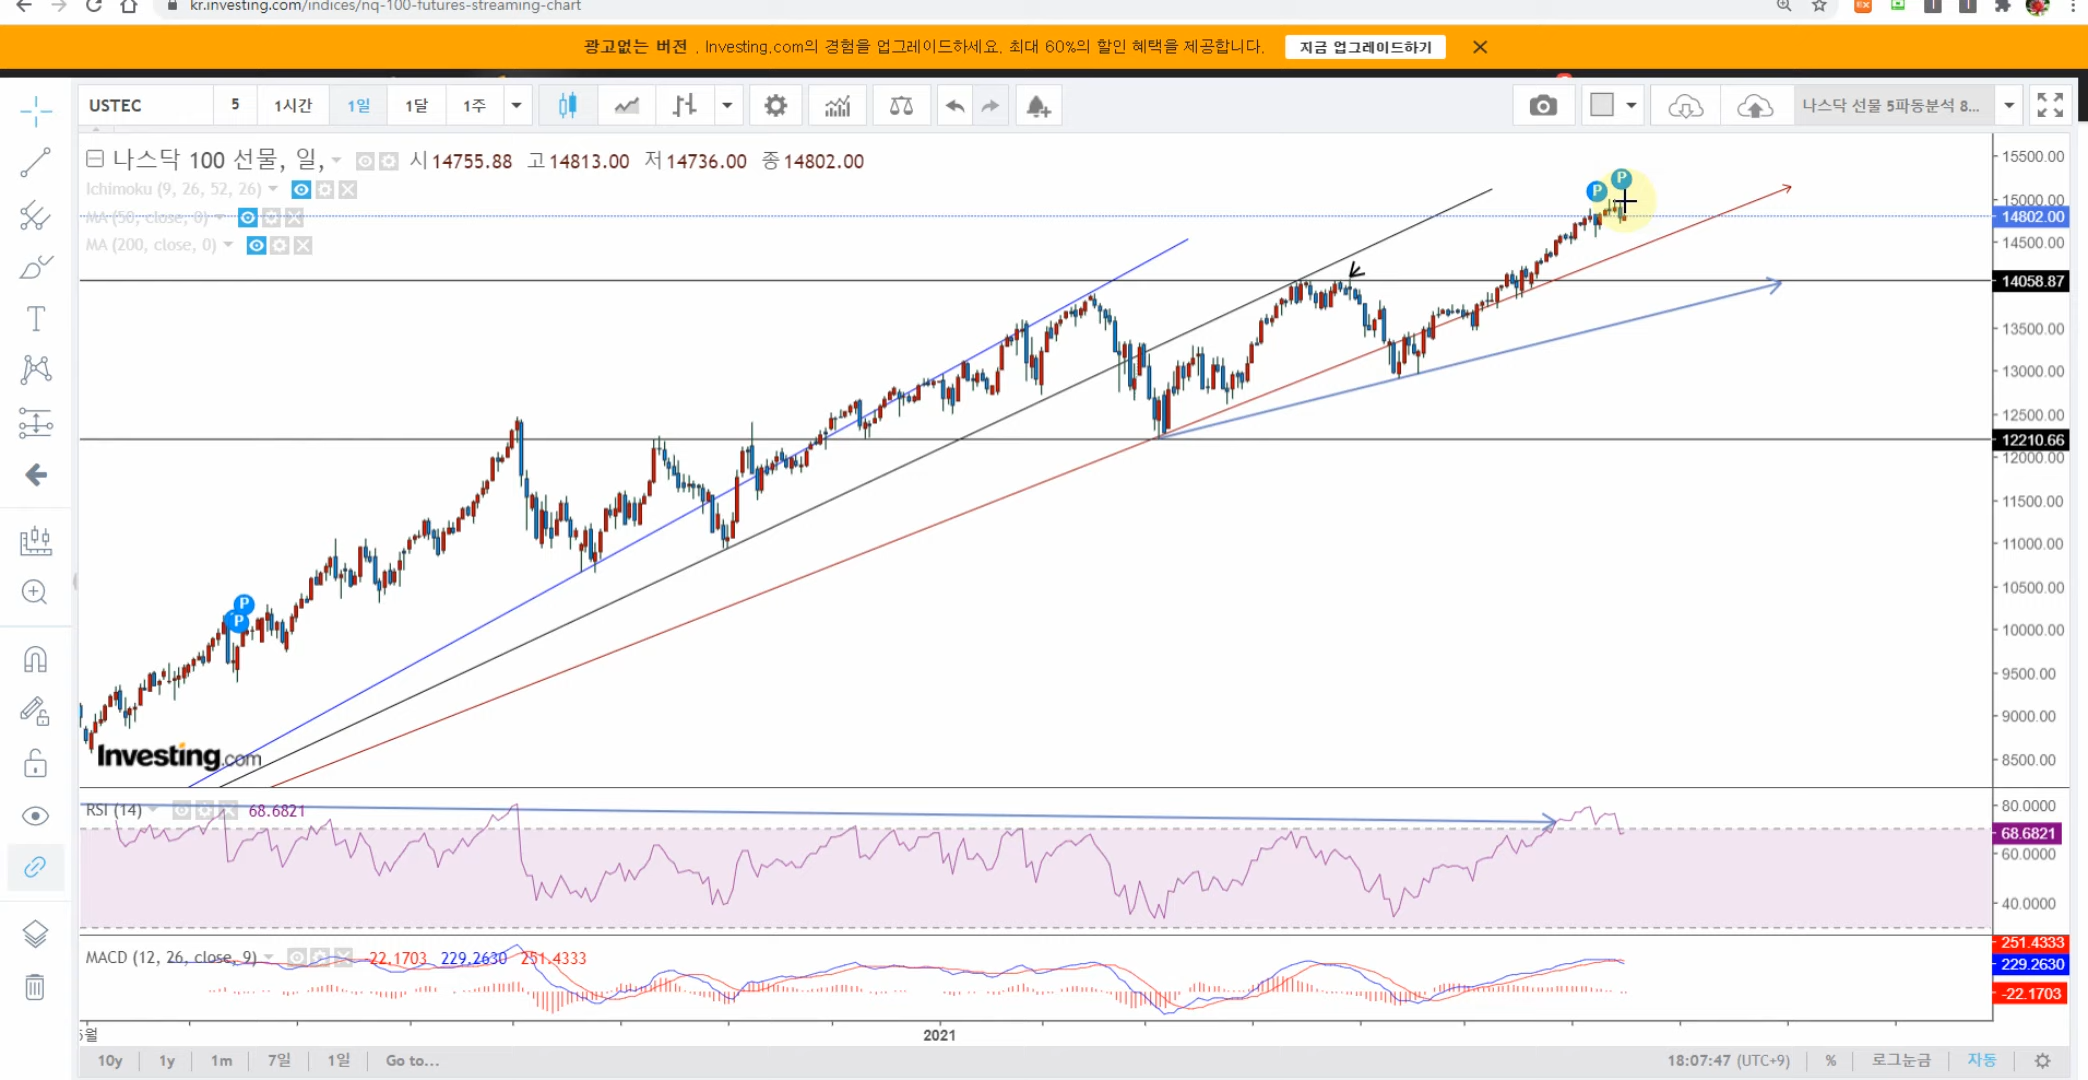 kr.investing.com/indices/nq-100-futures-streaming-chart
광고없는 버전 . Investing.com의 경험을 업그레이드하세요. 최대 60%의 할인 혜택을 제공합니다. 지금 업그레이드하기
USTEC 5 1시간 1일 1달 1주 나스닥 선물 5파동분석 8...
나스닥 100 선물, 일, 시 14755.88 고 14813.00 저 14736.00 종 14802.00
Ichimoku (9, 26, 52, 26)
MA (50, close, 0)
MA (200, close, 0)
P P
P
P
15500.00
15000.00
14802.00
14500.00
14058.87
13500.00
13000.00
12500.00
12210.66
12000.00
11500.00
11000.00
10500.00
10000.00
9500.00
9000.00
8500.00
Investing.com
RSI (14) 68.6821
80.0000
68.6821
60.0000
40.0000
MACD (12, 26, close, 9) -22.1703 229.2630 251.4333
251.4333
229.2630
-22.1703
2021
10y 1y 1m 7일 1일 Go to... 18:07:47 (UTC+9) % 로그눈금 자동